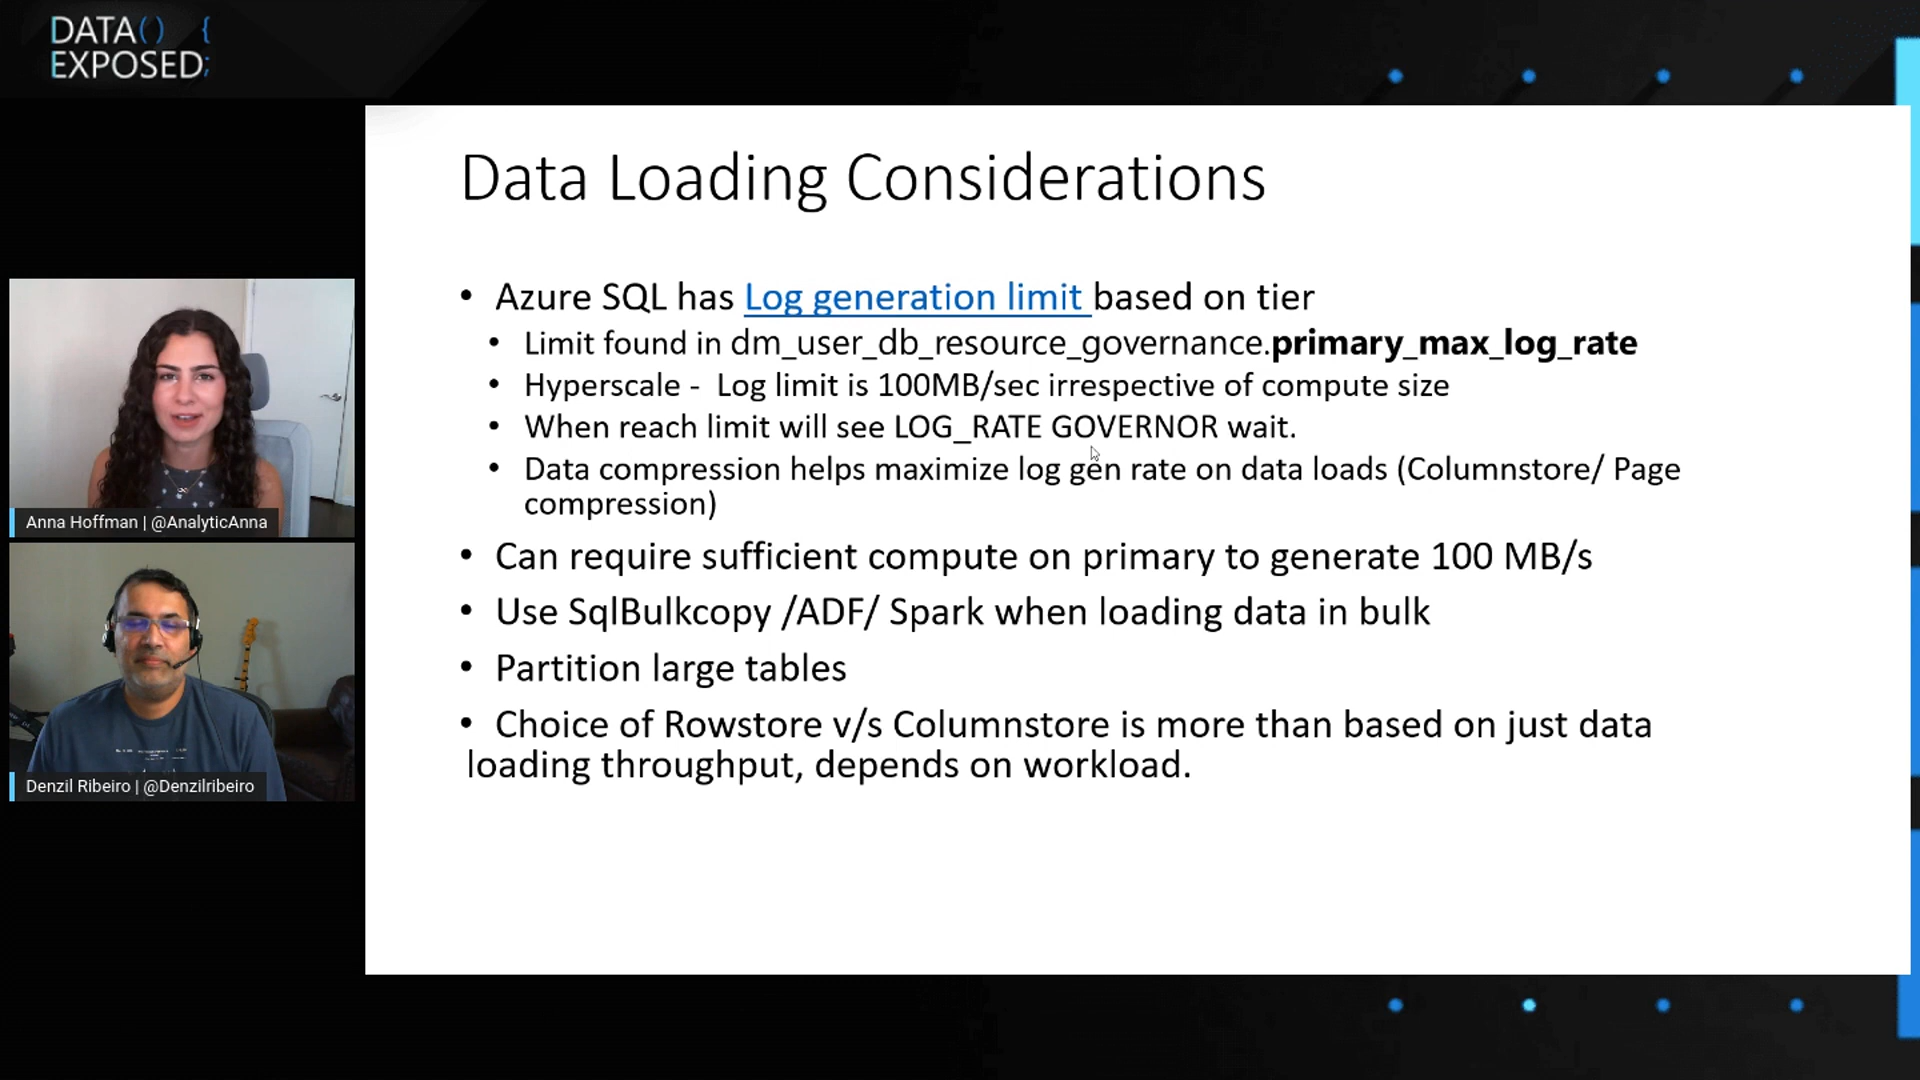 DATA() {
EXPOSED;
Data Loading Considerations
• Azure SQL has Log generation limit based on tier
• Limit found in dm_user_db_resource_governance.primary_max_log_rate
• Hyperscale - Log limit is 100MB/sec irrespective of compute size
• When reach limit will see LOG_RATE GOVERNOR wait.
• Data compression helps maximize log gen rate on data loads (Columnstore/ Page
compression)
• Can require sufficient compute on primary to generate 100 MB/s
• Use SqlBulkcopy /ADF/ Spark when loading data in bulk
• Partition large tables
• Choice of Rowstore v/s Columnstore is more than based on just data
loading throughput, depends on workload.
Anna Hoffman | @AnalyticAnna
Denzil Ribeiro | @Denzilribeiro